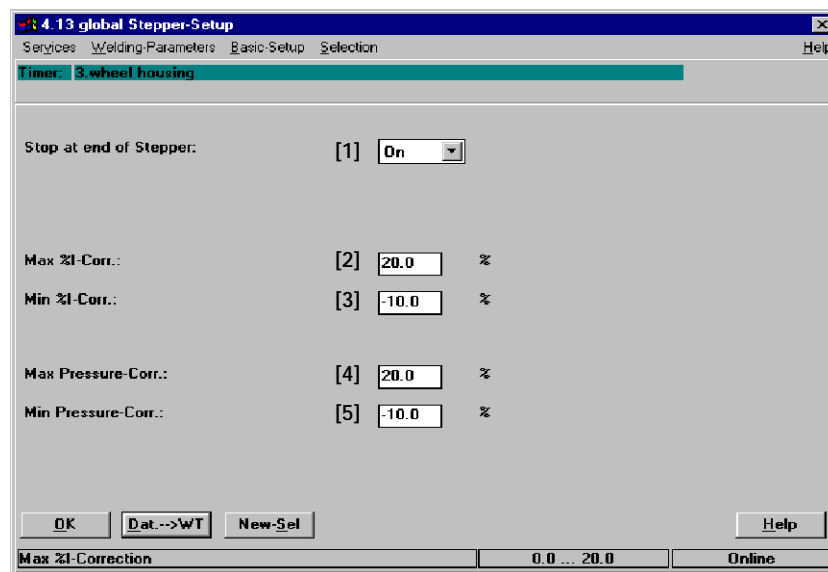 4.13 global Stepper-Setup
Services Welding-Parameters Basic-Setup Selection Help
Timer: 3.wheel housing
Stop at end of Stepper: [1] On
Max %I-Corr.: [2] 20.0 %
Min %I-Corr.: [3] -10.0 %
Max Pressure-Corr.: [4] 20.0 %
Min Pressure-Corr.: [5] -10.0 %
OK Dat.-->WT New-Sel Help
Max %I-Correction 0.0 ... 20.0 Online